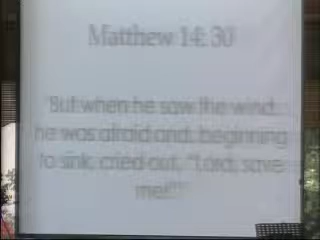 Matthew 14:30
"But when he saw the wind,
he was afraid and, beginning
to sink, cried out, "Lord, save
me!""